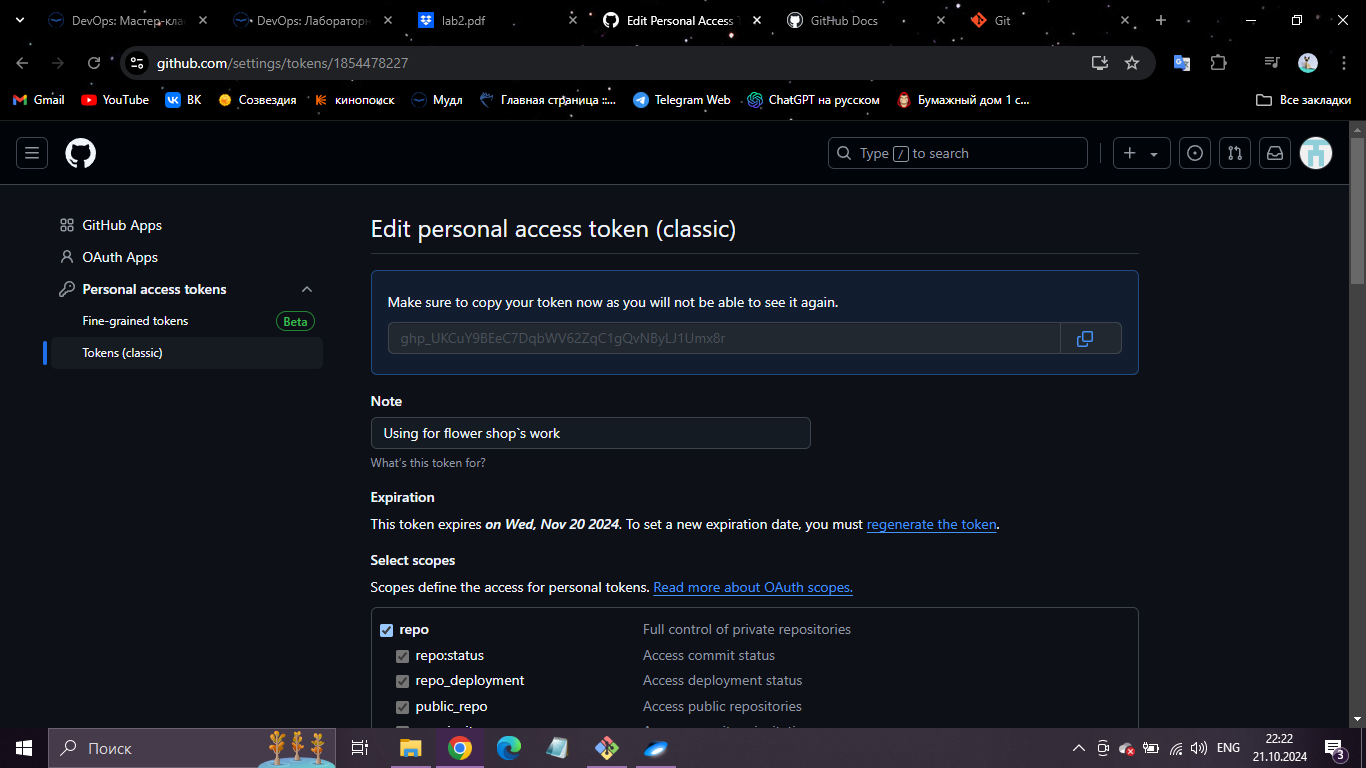 DevOps: Мастер-кла
DevOps: Лабораторн
lab2.pdf
Edit Personal Access T
GitHub Docs
Git
github.com/settings/tokens/1854478227
Gmail
YouTube
ВК
Созвездия
кинопоиск
Мудл
Главная страница ::...
Telegram Web
ChatGPT на русском
Бумажный дом 1 с...
Все закладки
Type / to search
GitHub Apps
OAuth Apps
Personal access tokens
Fine-grained tokens
Beta
Tokens (classic)
Edit personal access token (classic)
Make sure to copy your token now as you will not be able to see it again.
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
Note
Using for flower shop`s work
What's this token for?
Expiration
This token expires on Wed, Nov 20 2024. To set a new expiration date, you must regenerate the token.
Select scopes
Scopes define the access for personal tokens. Read more about OAuth scopes.
repo Full control of private repositories
repo:status Access commit status
repo_deployment Access deployment status
public_repo Access public repositories
Поиск
ENG
22:22
21.10.2024
3